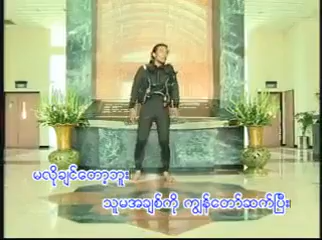 မလိုချင်တော့ဘူး
သူမအချစ်ကို ကျွန်တော်ဆက်ပြီး